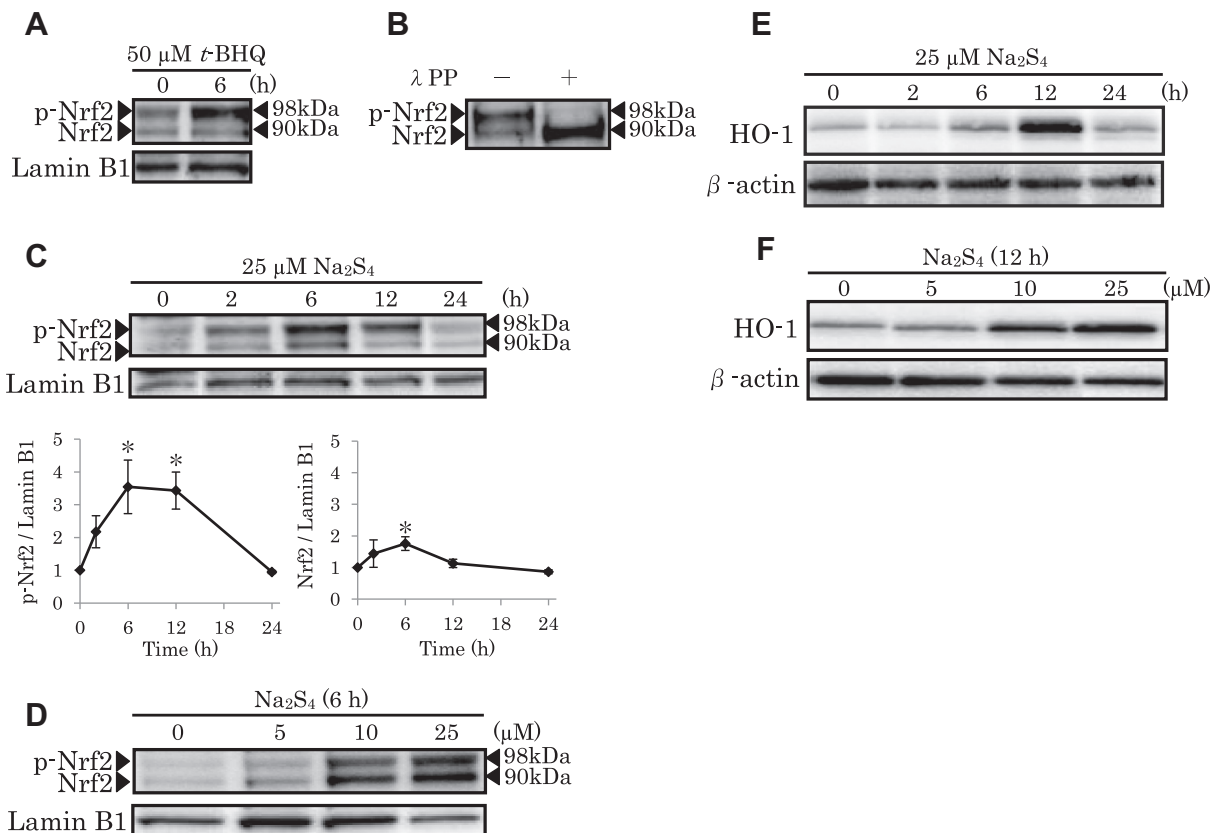 A
50 µM t-BHQ
0 6 (h)
p-Nrf2 98kDa
Nrf2 90kDa
Lamin B1
B
λ PP − +
p-Nrf2 98kDa
Nrf2 90kDa
C
25 µM Na₂S₄
0 2 6 12 24 (h)
p-Nrf2 98kDa
Nrf2 90kDa
Lamin B1
p-Nrf2 / Lamin B1
5
4
3
2
1
0
* *
0 6 12 18 24
Time (h)
Nrf2 / Lamin B1
5
4
3
2
1
0
*
0 6 12 18 24
Time (h)
D
Na₂S₄ (6 h)
0 5 10 25 (µM)
p-Nrf2 98kDa
Nrf2 90kDa
Lamin B1
E
25 µM Na₂S₄
0 2 6 12 24 (h)
HO-1
β-actin
F
Na₂S₄ (12 h)
0 5 10 25 (µM)
HO-1
β-actin